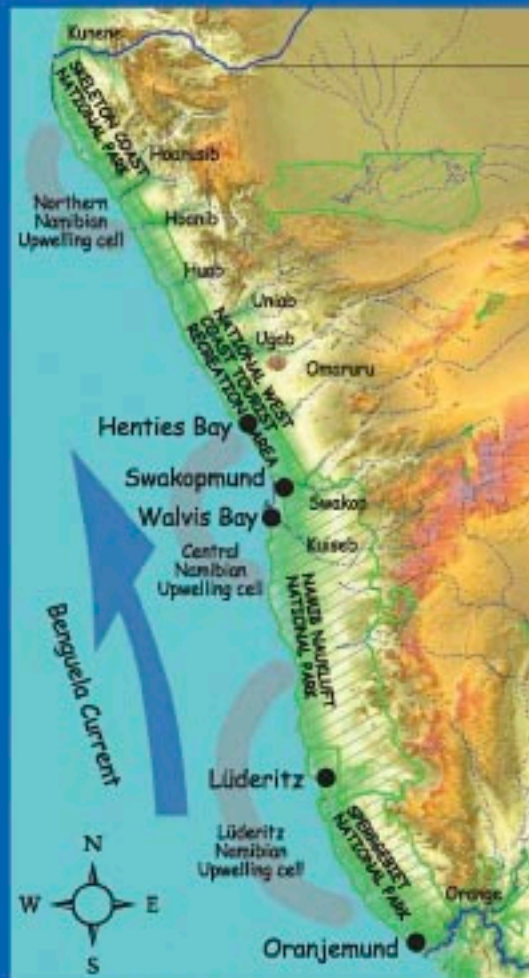 Kunene
SKELETON COAST
NATIONAL PARK
Hoarusib
Northern
Namibian
Upwelling cell
Hoanib
Huab
Uniab
NATIONAL WEST
COAST TOURIST
RECREATION AREA
Ugab
Omaruru
Henties Bay
Swakopmund
Swakop
Walvis Bay
Kuiseb
Central
Namibian
Upwelling cell
NAMIB NAUKLUFT
NATIONAL PARK
Benguela Current
Lüderitz
Lüderitz
Namibian
Upwelling cell
SPERRGEBIET
NATIONAL PARK
N
W E
S
Orange
Oranjemund